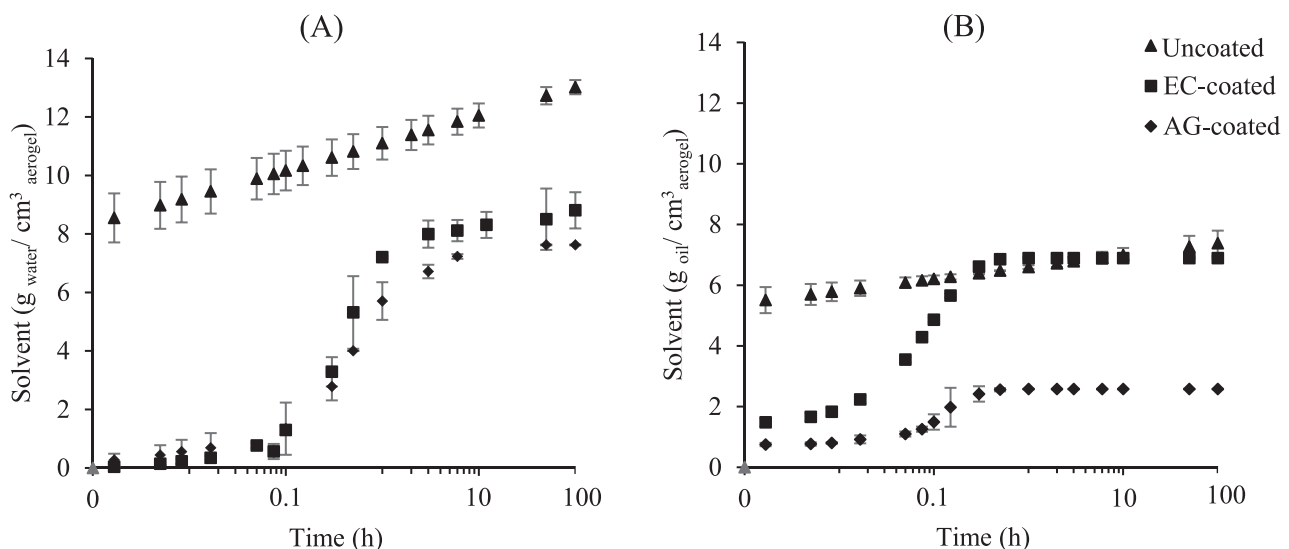 (A)
Solvent (g water/ cm³ aerogel)
14
12
10
8
6
4
2
0
0
0.1
10
100
Time (h)
(B)
Solvent (g oil/ cm³ aerogel)
14
12
10
8
6
4
2
0
0
0.1
10
100
Time (h)
Uncoated
EC-coated
AG-coated